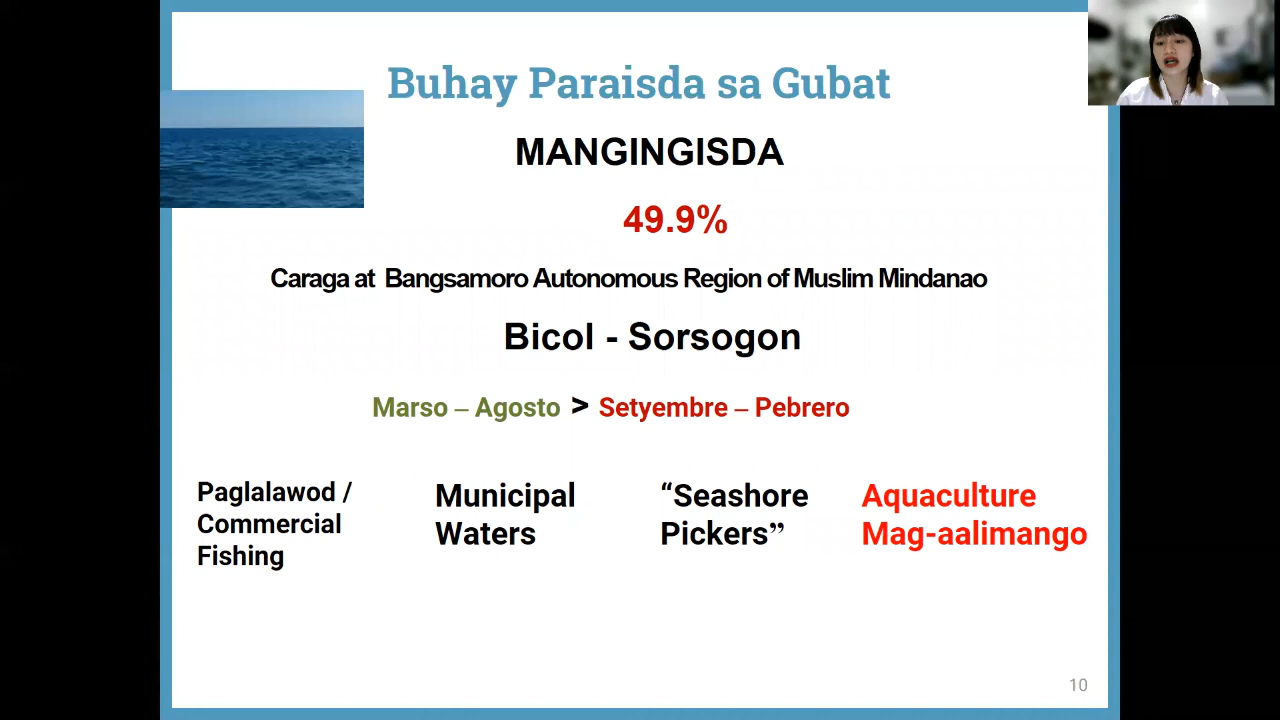 Buhay Paraisda sa Gubat
MANGINGISDA
49.9%
Caraga at Bangsamoro Autonomous Region of Muslim Mindanao
Bicol - Sorsogon
Marso – Agosto > Setyembre – Pebrero
Paglalawod /
Commercial
Fishing
Municipal
Waters
“Seashore
Pickers”
Aquaculture
Mag-aalimango
10